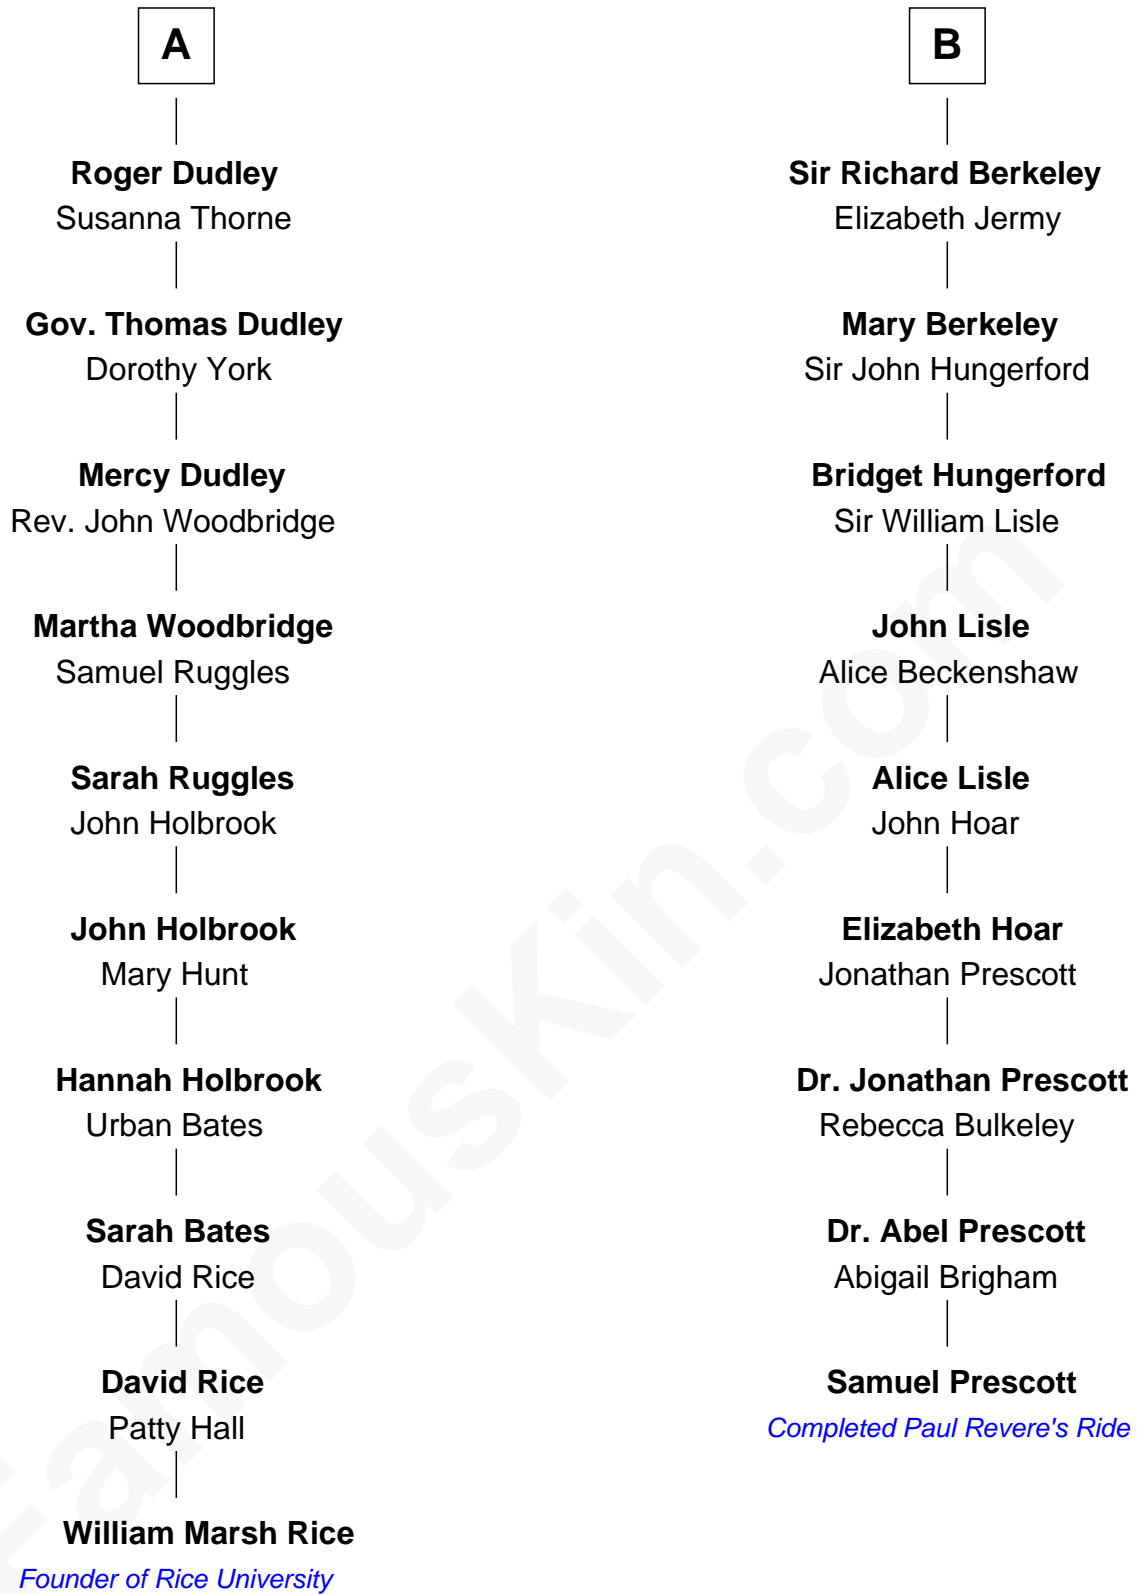 A
Roger Dudley
Susanna Thorne
Gov. Thomas Dudley
Dorothy York
Mercy Dudley
Rev. John Woodbridge
Martha Woodbridge
Samuel Ruggles
Sarah Ruggles
John Holbrook
John Holbrook
Mary Hunt
Hannah Holbrook
Urban Bates
Sarah Bates
David Rice
David Rice
Patty Hall
William Marsh Rice
Founder of Rice University
B
Sir Richard Berkeley
Elizabeth Jermy
Mary Berkeley
Sir John Hungerford
Bridget Hungerford
Sir William Lisle
John Lisle
Alice Beckenshaw
Alice Lisle
John Hoar
Elizabeth Hoar
Jonathan Prescott
Dr. Jonathan Prescott
Rebecca Bulkeley
Dr. Abel Prescott
Abigail Brigham
Samuel Prescott
Completed Paul Revere's Ride
FamousKin.com